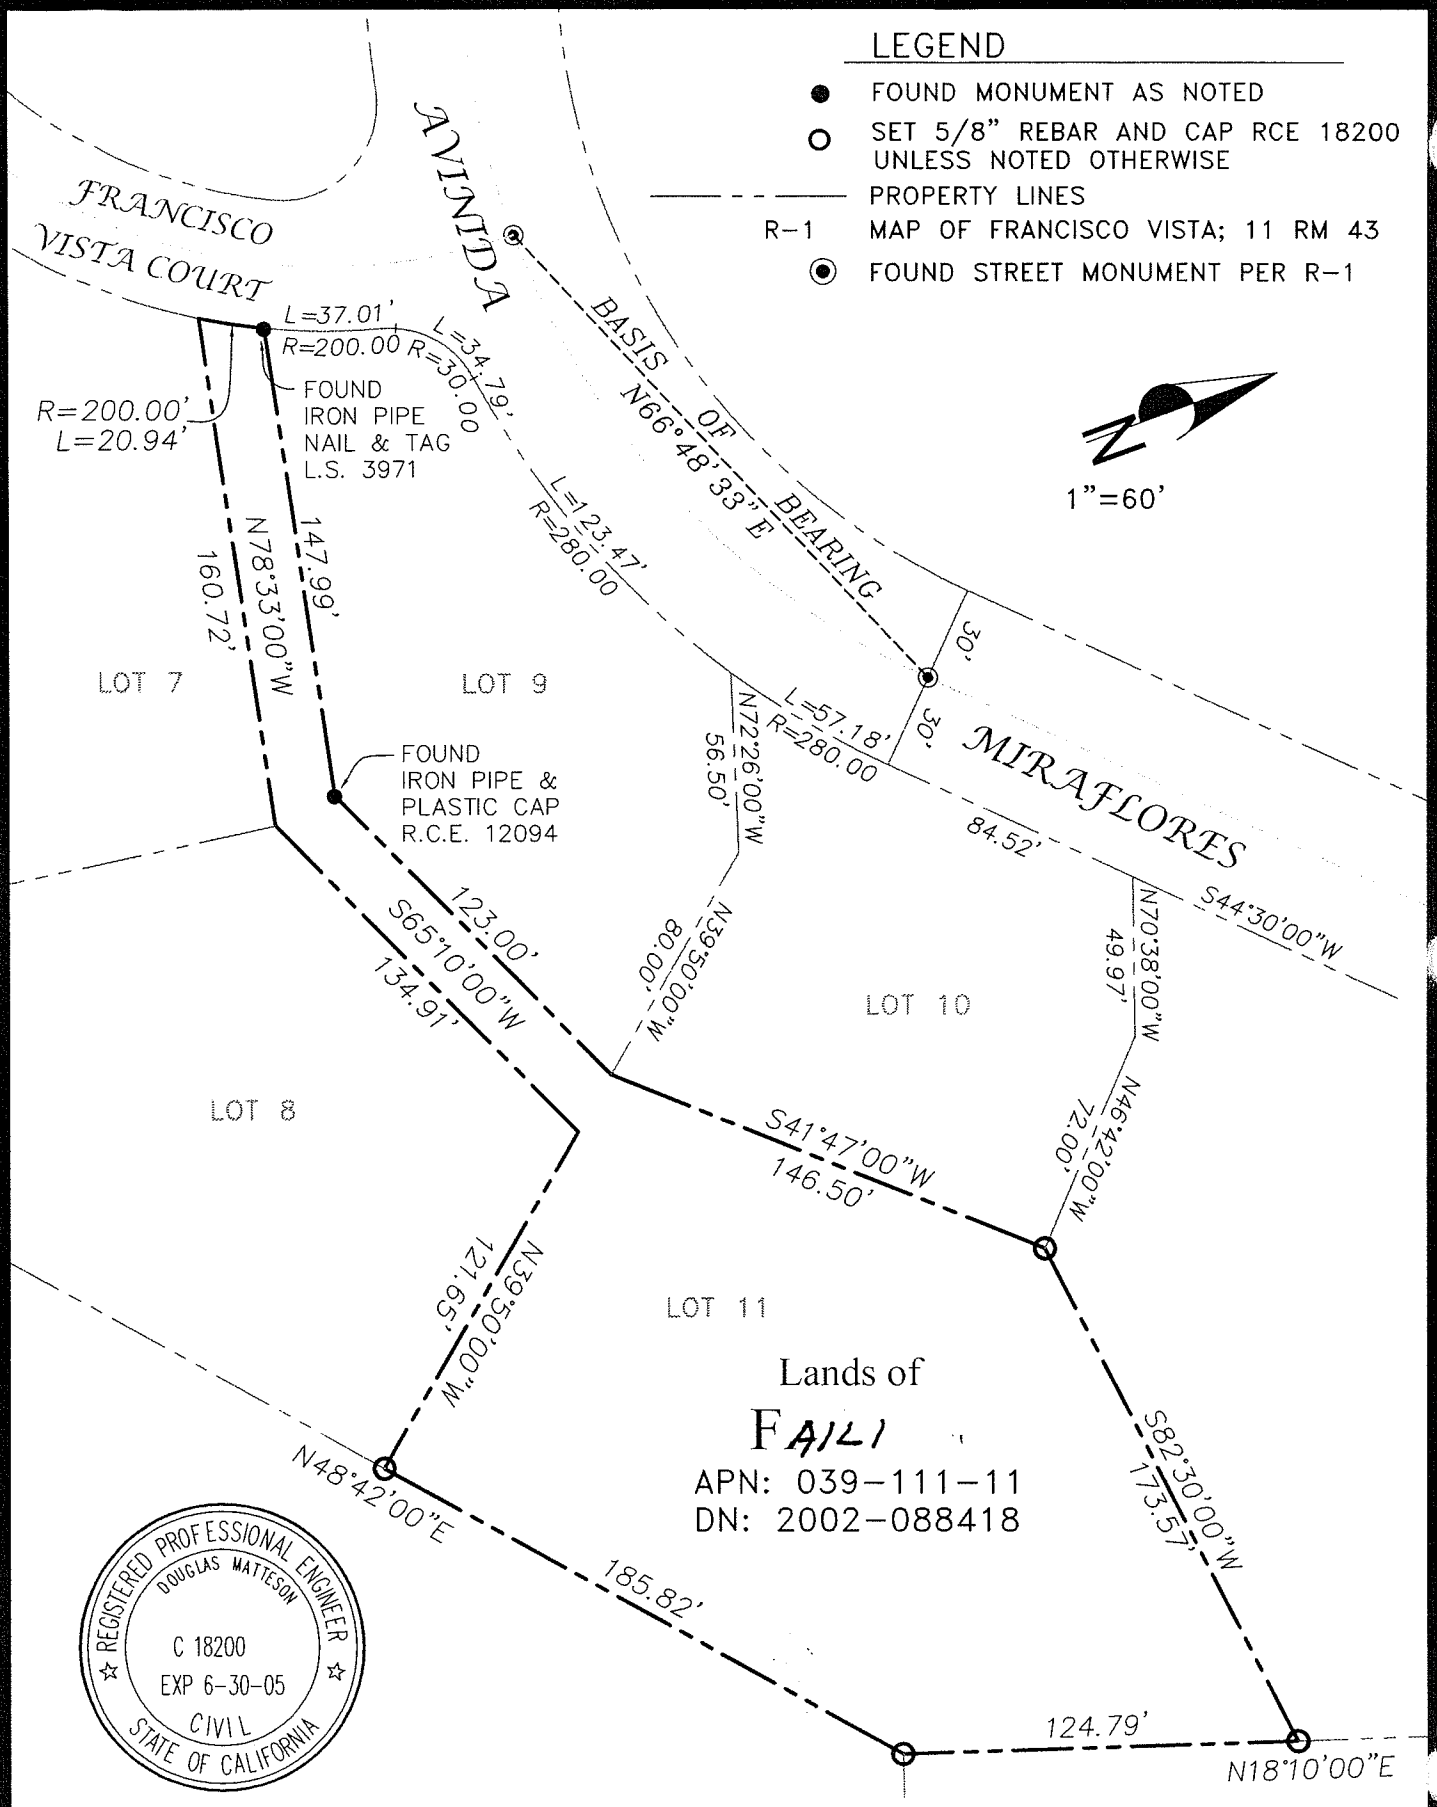 LEGEND
FOUND MONUMENT AS NOTED
SET 5/8" REBAR AND CAP RCE 18200
UNLESS NOTED OTHERWISE
PROPERTY LINES
R-1 MAP OF FRANCISCO VISTA; 11 RM 43
FOUND STREET MONUMENT PER R-1
N
1"=60'
FRANCISCO
VISTA COURT
AVINIDA
MIRAFLORES
BASIS OF BEARING
N66°48'33"E
L=37.01'
R=200.00
L=34.79'
R=30.00
R=200.00'
L=20.94'
FOUND
IRON PIPE
NAIL & TAG
L.S. 3971
L=123.47'
R=280.00
30'
30'
160.72'
N78°33'00"W
147.99'
LOT 7
LOT 9
N72°26'00"W
56.50'
L=57.18'
R=280.00
FOUND
IRON PIPE &
PLASTIC CAP
R.C.E. 12094
84.52'
S44°30'00"W
N70°38'00"W
49.97'
123.00'
S65°10'00"W
134.91'
N39°50'00"W
80.00'
LOT 10
LOT 8
N46°42'00"W
72.00'
S41°47'00"W
146.50'
N39°50'00"W
121.65'
LOT 11
Lands of
FAILI
APN: 039-111-11
DN: 2002-088418
S82°30'00"W
173.57'
N48°42'00"E
185.82'
124.79'
N18°10'00"E
REGISTERED PROFESSIONAL ENGINEER
DOUGLAS MATTESON
C 18200
EXP 6-30-05
CIVIL
STATE OF CALIFORNIA